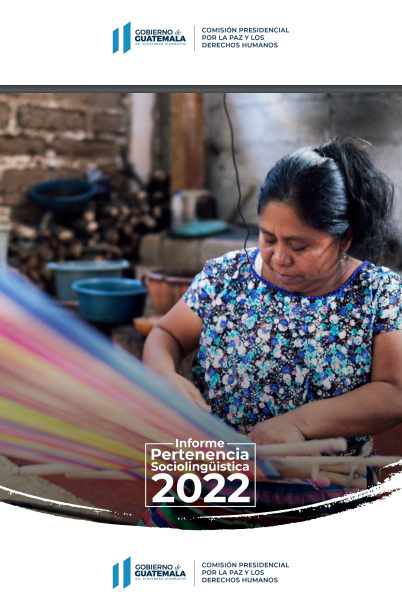 GOBIERNO de
GUATEMALA
DR. ALEJANDRO GIAMMATTEI
COMISIÓN PRESIDENCIAL
POR LA PAZ Y LOS
DERECHOS HUMANOS
Informe
Pertenencia
Sociolingüística
2022
GOBIERNO de
GUATEMALA
DR. ALEJANDRO GIAMMATTEI
COMISIÓN PRESIDENCIAL
POR LA PAZ Y LOS
DERECHOS HUMANOS